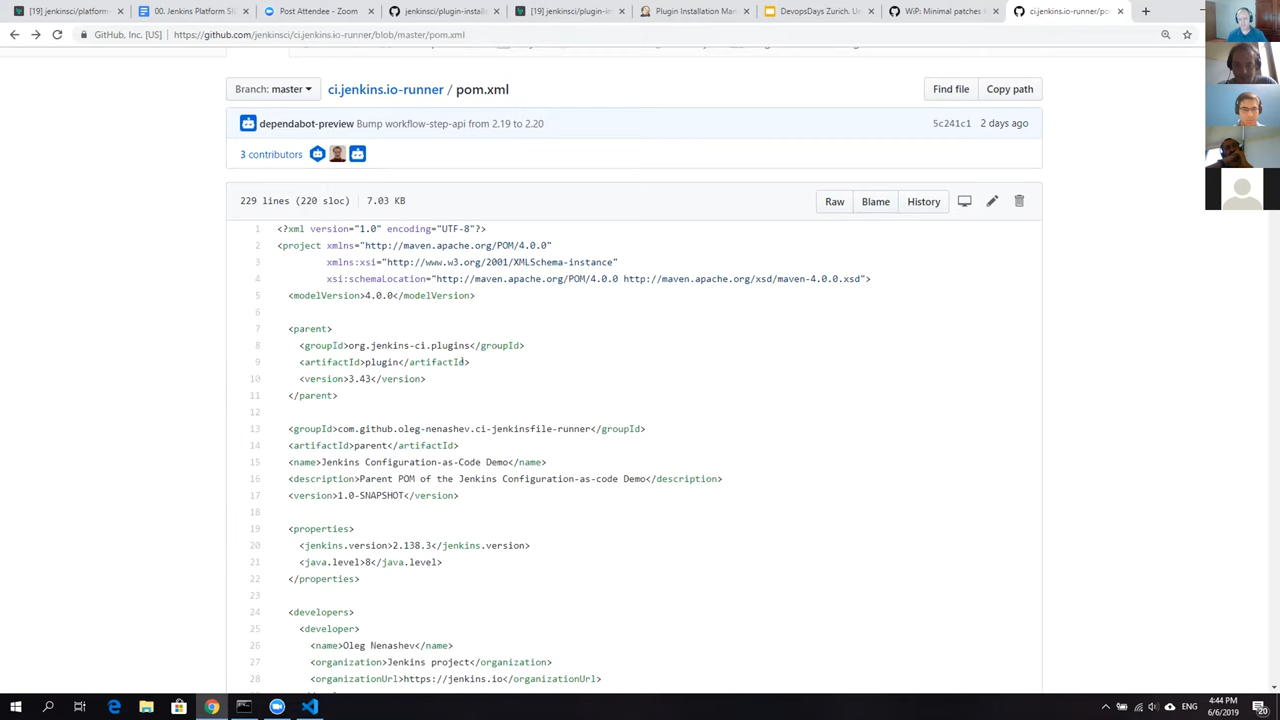 [19] jenkinsci/platform-
00. Jenkins Platform SI
Post Attendee - Zoom
jenkinsci/plugin-install
[19] jenkinsci/plugin-in
Plugin Installation Man
DevopsDays Zurich. Un
WiP: Minimal patches
ci.jenkins.io-runner/po
GitHub, Inc. [US]
https://github.com/jenkinsci/ci.jenkins.io-runner/blob/master/pom.xml
Branch: master
ci.jenkins.io-runner / pom.xml
Find file
Copy path
dependabot-preview Bump workflow-step-api from 2.19 to 2.20
5c241c1 2 days ago
3 contributors
229 lines (220 sloc) 7.03 KB
Raw
Blame
History
1 <?xml version="1.0" encoding="UTF-8"?>
2 <project xmlns="http://maven.apache.org/POM/4.0.0"
3 xmlns:xsi="http://www.w3.org/2001/XMLSchema-instance"
4 xsi:schemaLocation="http://maven.apache.org/POM/4.0.0 http://maven.apache.org/xsd/maven-4.0.0.xsd">
5 <modelVersion>4.0.0</modelVersion>
6
7 <parent>
8 <groupId>org.jenkins-ci.plugins</groupId>
9 <artifactId>plugin</artifactId>
10 <version>3.43</version>
11 </parent>
12
13 <groupId>com.github.oleg-nenashev.ci-jenkinsfile-runner</groupId>
14 <artifactId>parent</artifactId>
15 <name>Jenkins Configuration-as-Code Demo</name>
16 <description>Parent POM of the Jenkins Configuration-as-code Demo</description>
17 <version>1.0-SNAPSHOT</version>
18
19 <properties>
20 <jenkins.version>2.138.3</jenkins.version>
21 <java.level>8</java.level>
22 </properties>
23
24 <developers>
25 <developer>
26 <name>Oleg Nenashev</name>
27 <organization>Jenkins project</organization>
28 <organizationUrl>https://jenkins.io</organizationUrl>
ENG
4:44 PM
6/6/2019
20